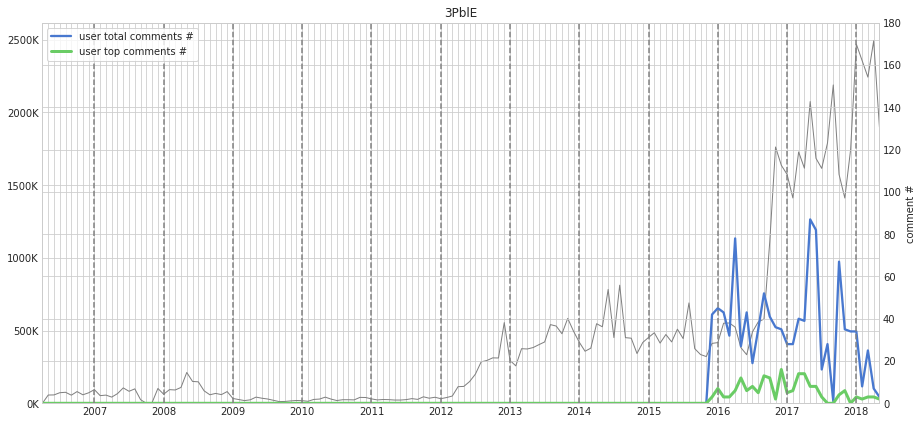 3PblE
user total comments #
user top comments #
2500K
2000K
1500K
1000K
500K
0K
180
160
140
120
100
80
60
40
20
0
comment #
2007 2008 2009 2010 2011 2012 2013 2014 2015 2016 2017 2018